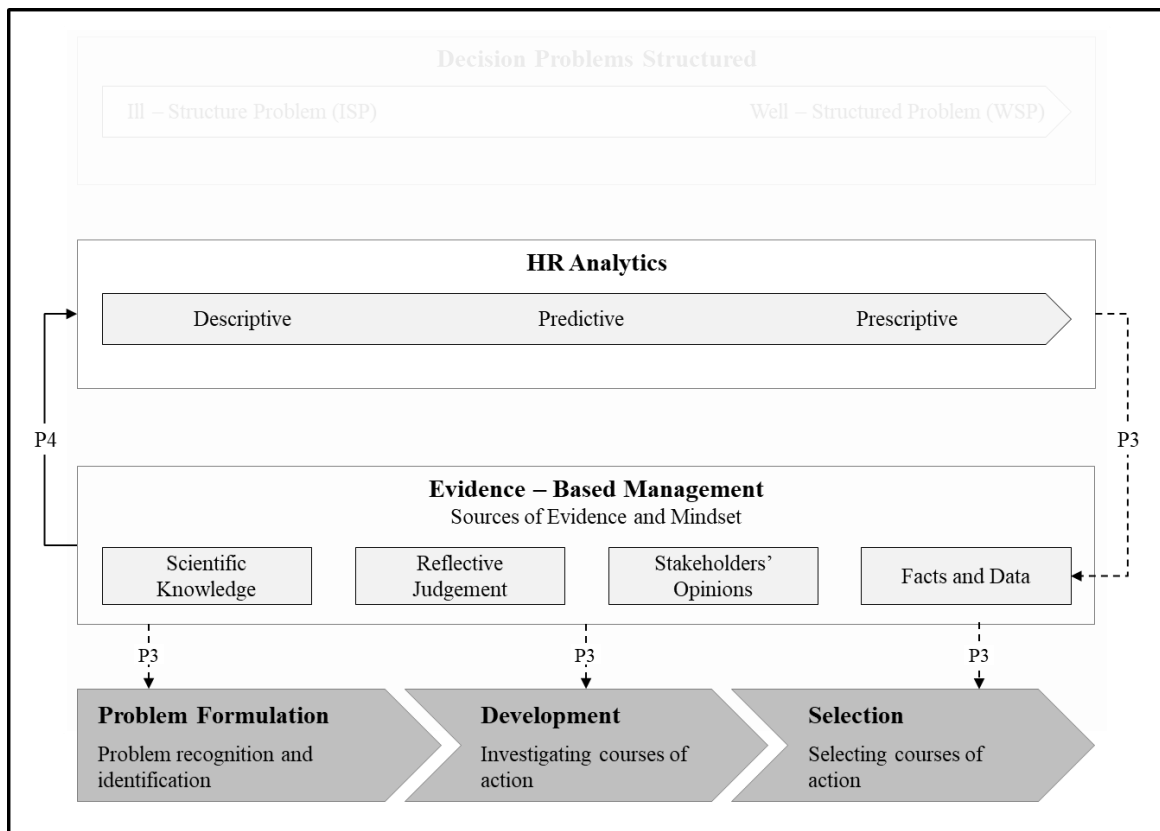 Decision Problems Structured
Ill – Structure Problem (ISP)
Well – Structured Problem (WSP)
HR Analytics
Descriptive
Predictive
Prescriptive
P4
P3
Evidence – Based Management
Sources of Evidence and Mindset
Scientific
Knowledge
Reflective
Judgement
Stakeholders’
Opinions
Facts and Data
P3
P3
P3
Problem Formulation
Problem recognition and
identification
Development
Investigating courses of
action
Selection
Selecting courses of
action